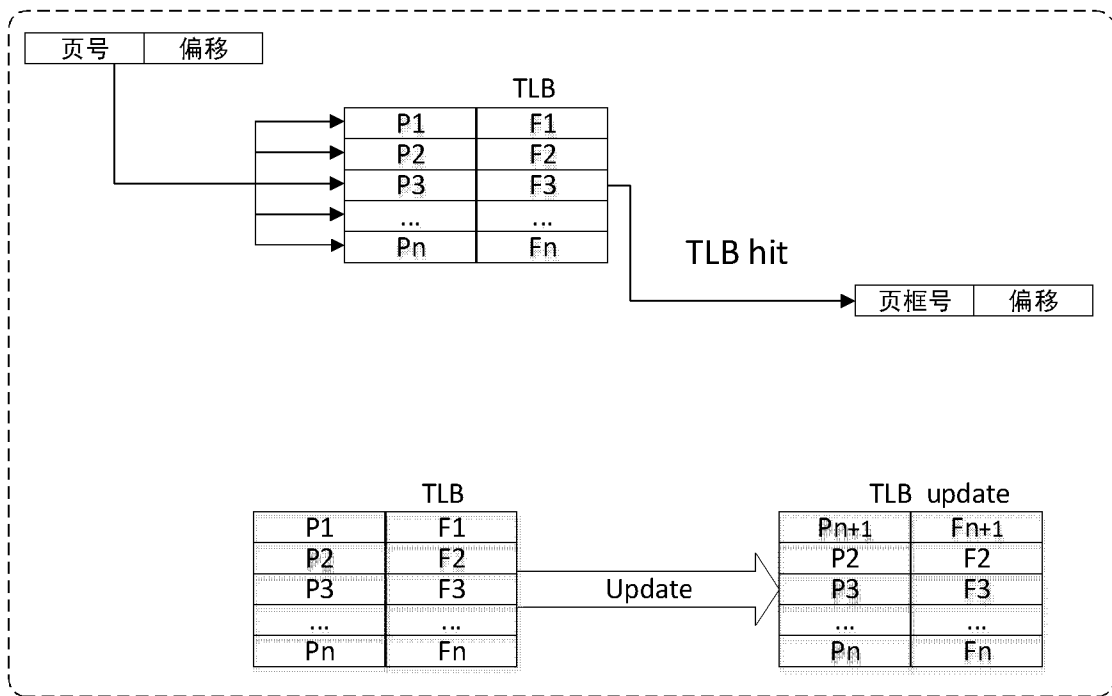 页号 偏移
TLB
P1 F1
P2 F2
P3 F3
... ...
Pn Fn
TLB hit
页框号 偏移
TLB
P1 F1
P2 F2
P3 F3
... ...
Pn Fn
Update
TLB update
Pn+1 Fn+1
P2 F2
P3 F3
... ...
Pn Fn